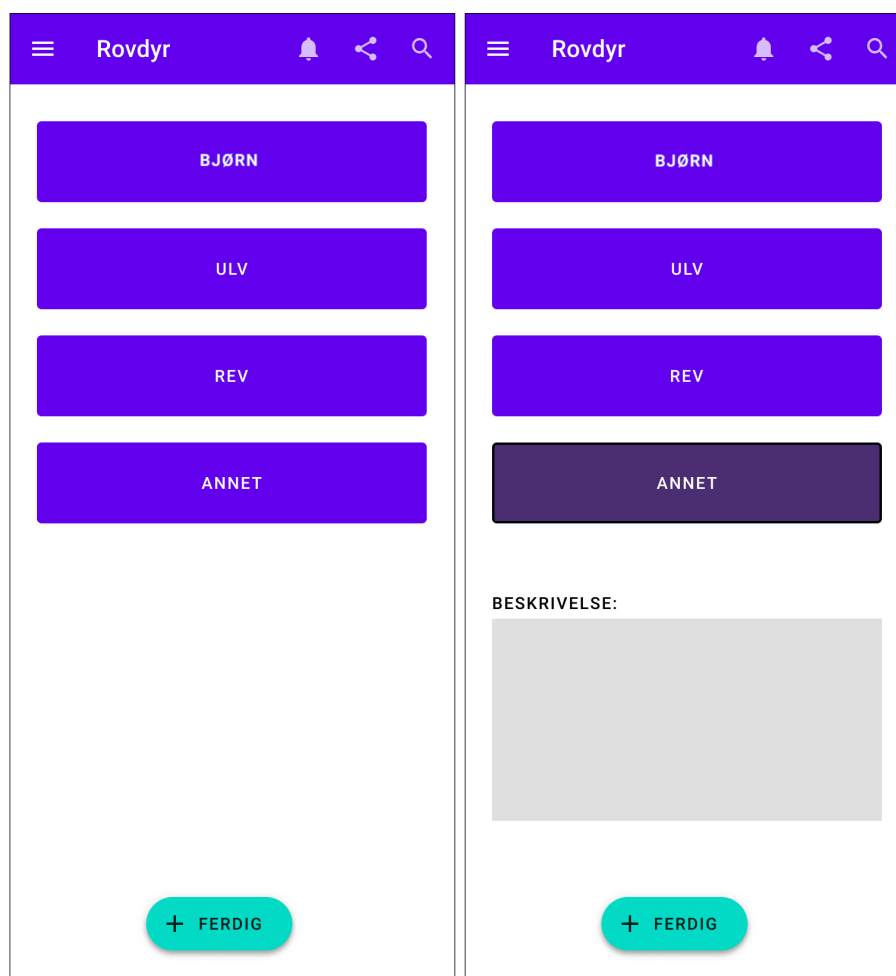 Rovdyr
BJØRN
ULV
REV
ANNET
FERDIG
Rovdyr
BJØRN
ULV
REV
ANNET
BESKRIVELSE:
FERDIG